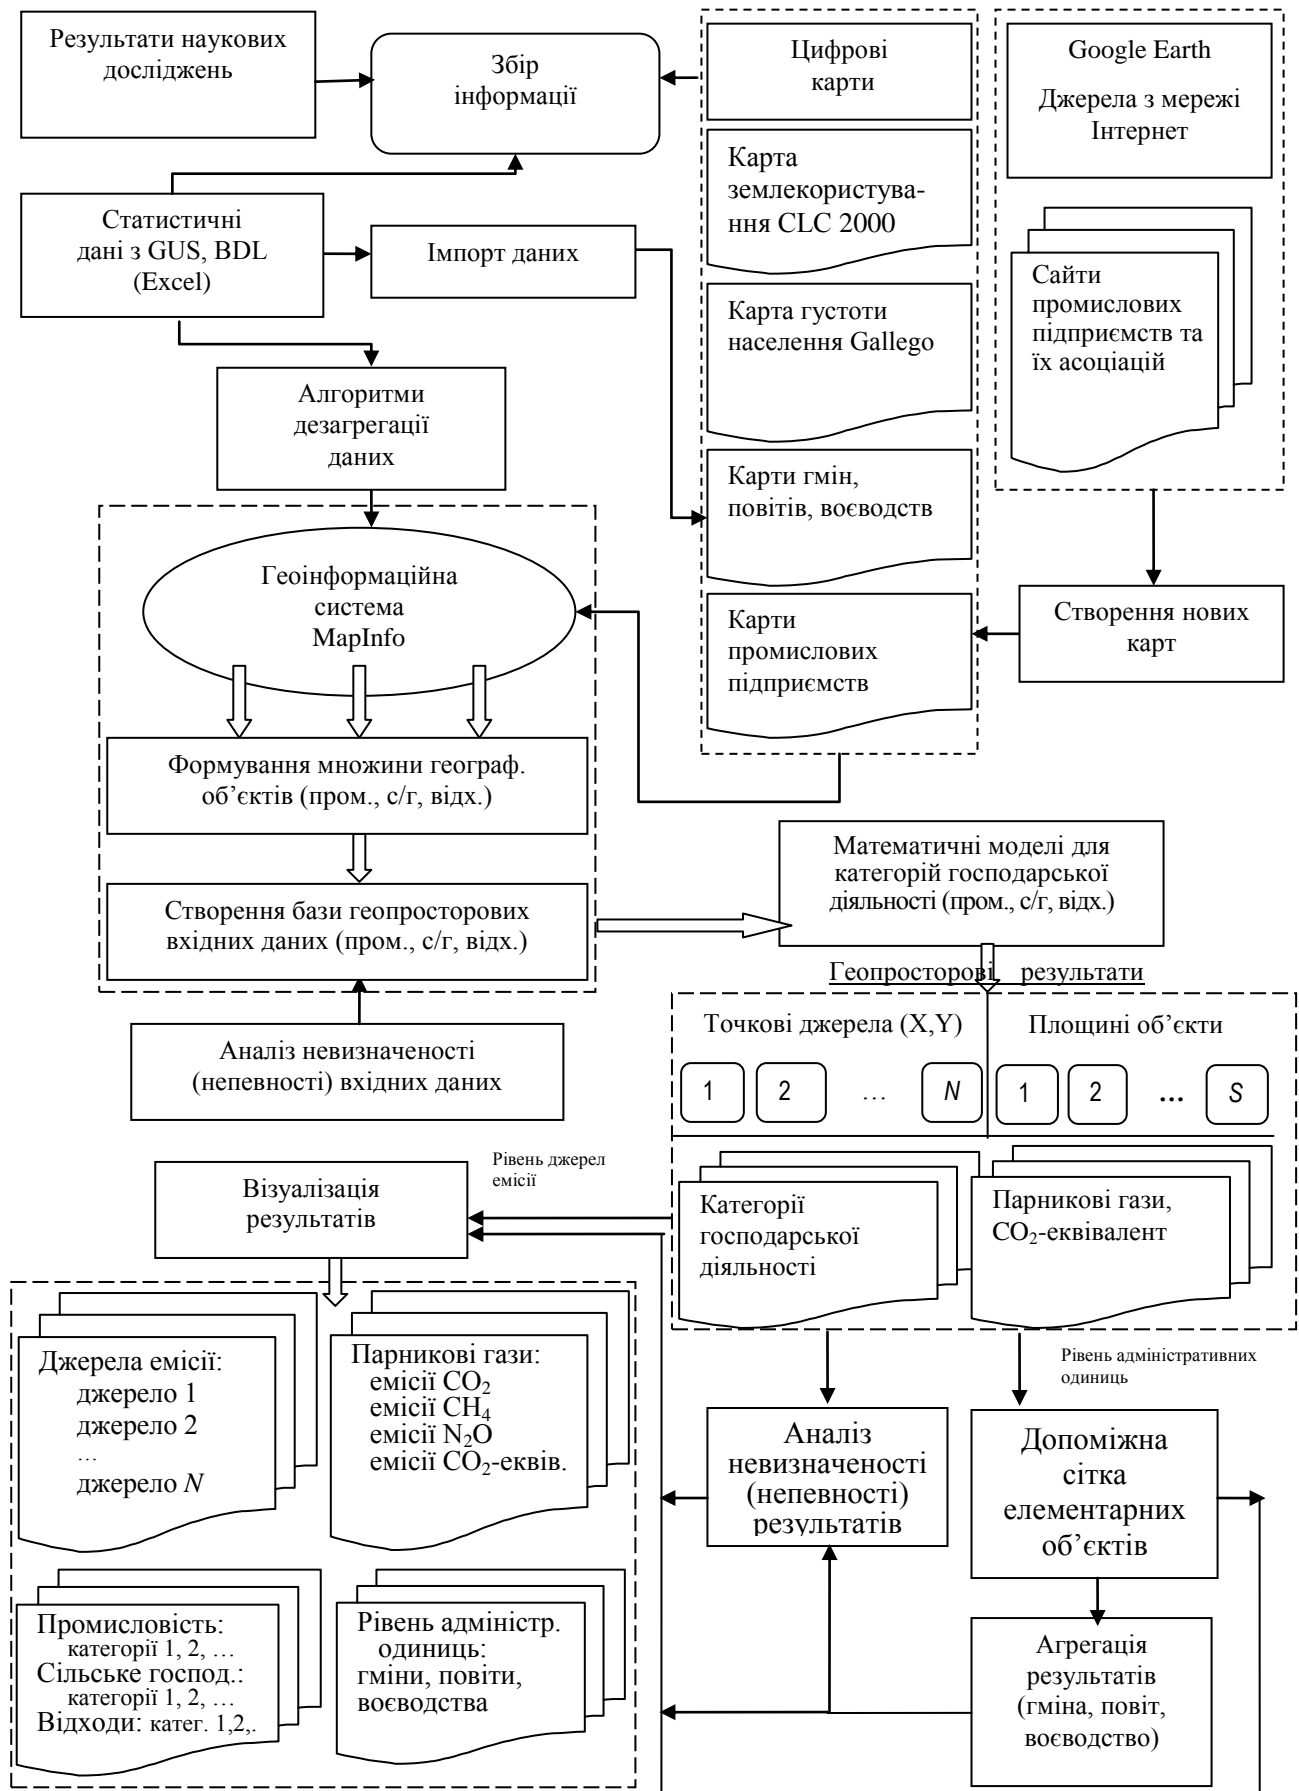 Результати наукових
досліджень
Збір
інформації
Цифрові
карти
Google Earth
Джерела з мережі
Інтернет
Карта
землекористува-
ння CLC 2000
Статистичні
дані з GUS, BDL
(Excel)
Імпорт даних
Сайти
промислових
підприємств та
їх асоціацій
Карта густоти
населення Gallego
Алгоритми
дезагрегації
даних
Карти гмін,
повітів, воєводств
Геоінформаційна
система
MapInfo
Карти
промислових
підприємств
Створення нових
карт
Формування множини географ.
об’єктів (пром., с/г, відх.)
Математичні моделі для
категорій господарської
діяльності (пром., с/г, відх.)
Створення бази геопросторових
вхідних даних (пром., с/г, відх.)
Геопросторові результати
Точкові джерела (X,Y)
Площині об’єкти
1 2 … N 1 2 ... S
Аналіз невизначеності
(непевності) вхідних даних
Рівень джерел
емісії
Візуалізація
результатів
Категорії
господарської
діяльності
Парникові гази,
CO₂-еквівалент
Джерела емісії:
джерело 1
джерело 2
…
джерело N
Парникові гази:
емісії CO₂
емісії CH₄
емісії N₂O
емісії CO₂-еквів.
Рівень адміністративних
одиниць
Аналіз
невизначеності
(непевності)
результатів
Допоміжна
сітка
елементарних
об’єктів
Промисловість:
категорії 1, 2, …
Сільське господ.:
категорії 1, 2, …
Відходи: катег. 1,2,.
Рівень адміністр.
одиниць:
гміни, повіти,
воєводства
Агрегація
результатів
(гміна, повіт,
воєводство)